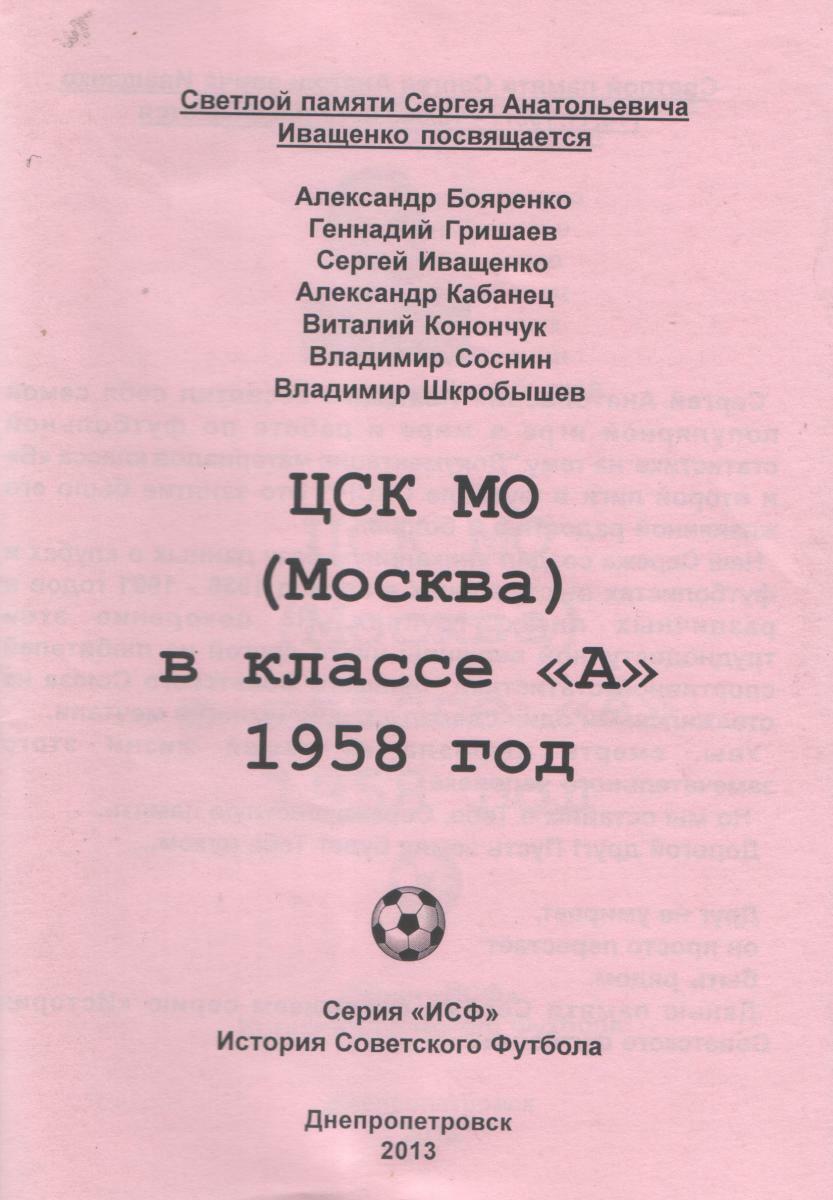 Светлой памяти Сергея Анатольевича
Иващенко посвящается
Александр Бояренко
Геннадий Гришаев
Сергей Иващенко
Александр Кабанец
Виталий Конончук
Владимир Соснин
Владимир Шкробышев
ЦСК МО
(Москва)
в классе «А»
1958 год
Серия «ИСФ»
История Советского Футбола
Днепропетровск
2013